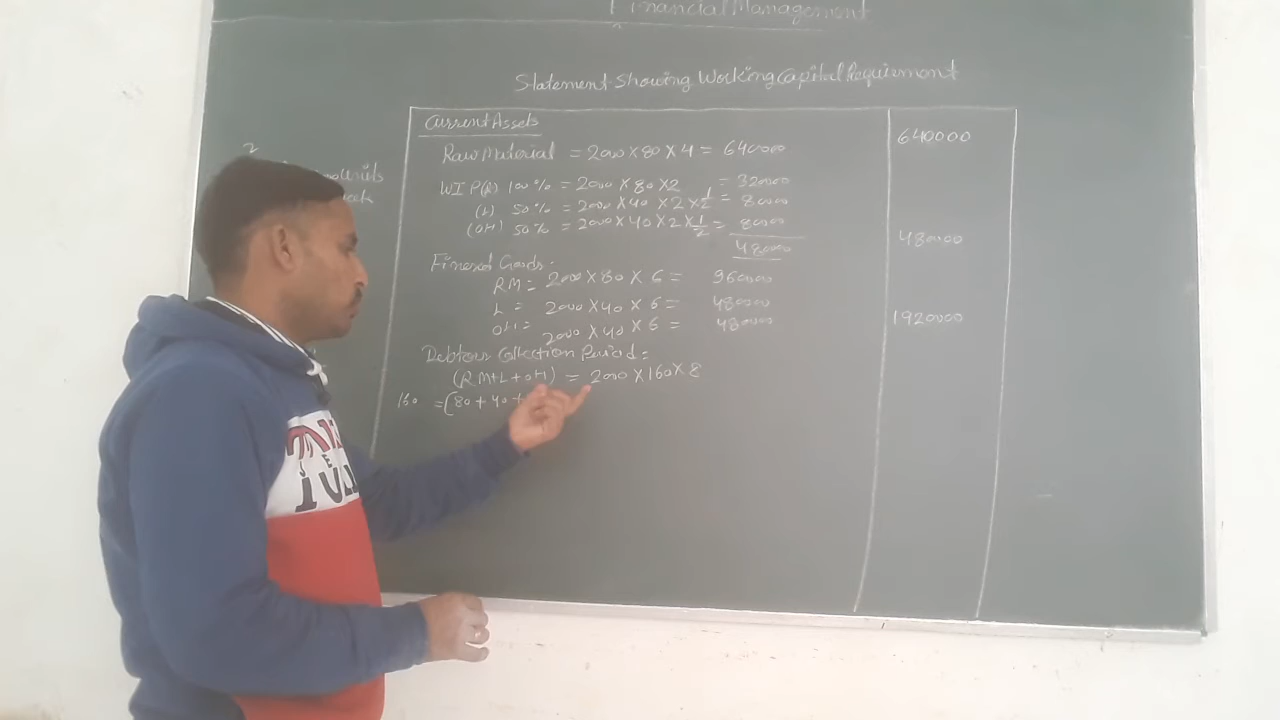 Financial Management
Statement Showing Working Capital Requirement
Current Assets
Raw Material = 2000 × 80 × 4 = 640000
640000
WIP (R) 100% = 2000 × 80 × 2 = 320000
(L) 50% = 2000 × 40 × 2 × 1/2 = 80000
(OH) 50% = 2000 × 40 × 2 × 1/2 = 80000
480000
480000
Finesed Goods.
RM = 2000 × 80 × 6 = 960000
L = 2000 × 40 × 6 = 480000
OH = 2000 × 40 × 6 = 480000
1920000
Debtour Collection Period =
(RM+L+OH) = 2000 × 160 × 8
160 = (80 + 40 +
2